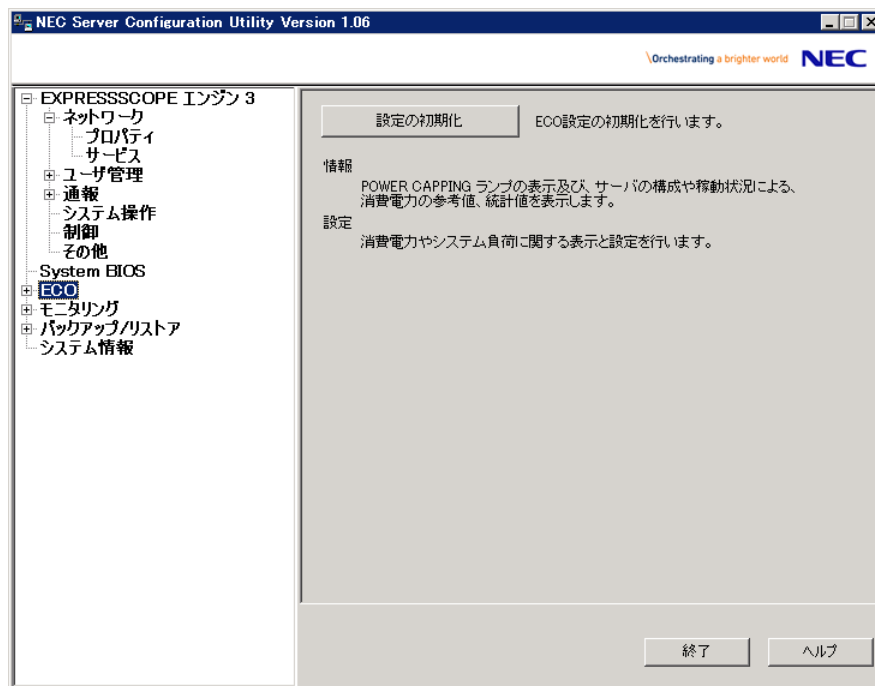 NEC Server Configuration Utility Version 1.06
\Orchestrating a brighter world NEC
EXPRESSSCOPE エンジン 3
ネットワーク
プロパティ
サービス
ユーザ管理
通報
システム操作
制御
その他
System BIOS
ECO
モニタリング
バックアップ/リストア
システム情報
設定の初期化
ECO設定の初期化を行います。
情報
POWER CAPPING ランプの表示及び、サーバの構成や稼動状況による、
消費電力の参考値、統計値を表示します。
設定
消費電力やシステム負荷に関する表示と設定を行います。
終了
ヘルプ